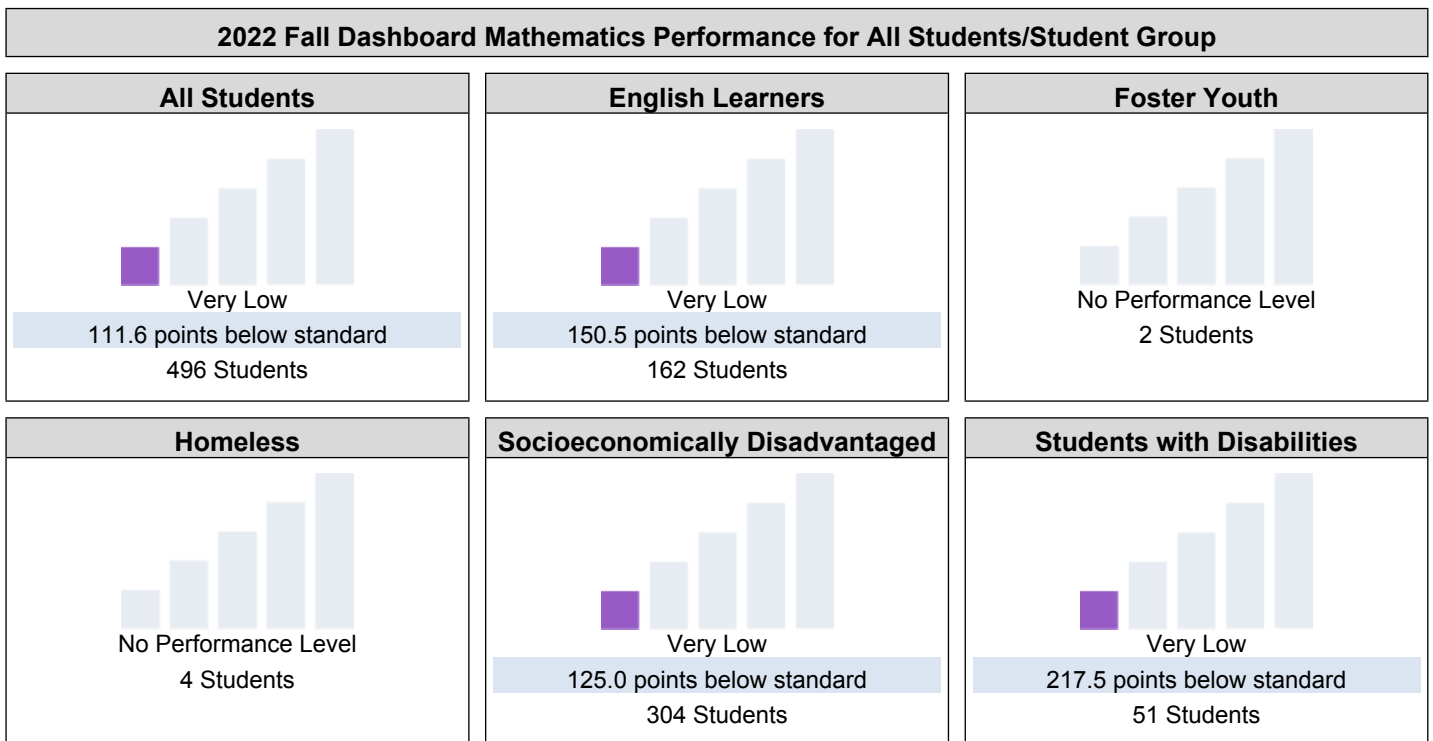 2022 Fall Dashboard Mathematics Performance for All Students/Student Group
All Students
Very Low
111.6 points below standard
496 Students
English Learners
Very Low
150.5 points below standard
162 Students
Foster Youth
No Performance Level
2 Students
Homeless
No Performance Level
4 Students
Socioeconomically Disadvantaged
Very Low
125.0 points below standard
304 Students
Students with Disabilities
Very Low
217.5 points below standard
51 Students